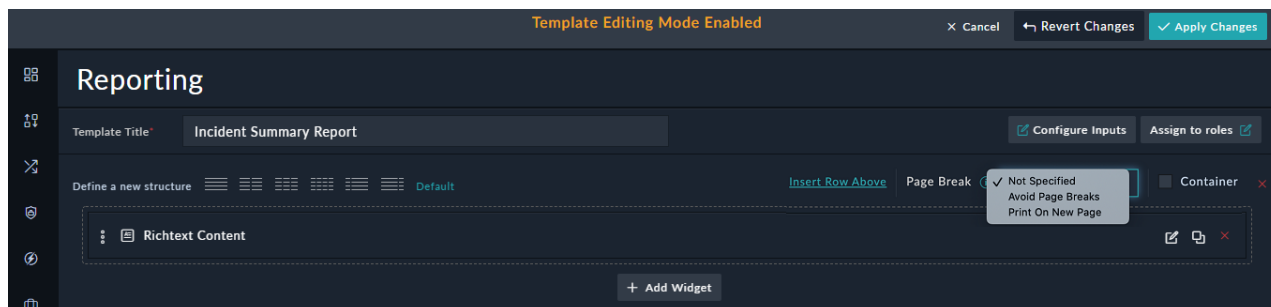 Template Editing Mode Enabled
× Cancel
Revert Changes
✓ Apply Changes
Reporting
Template Title*
Incident Summary Report
Configure Inputs
Assign to roles
Define a new structure
Default
Insert Row Above
Page Break
✓ Not Specified
Avoid Page Breaks
Print On New Page
Container
Richtext Content
+ Add Widget